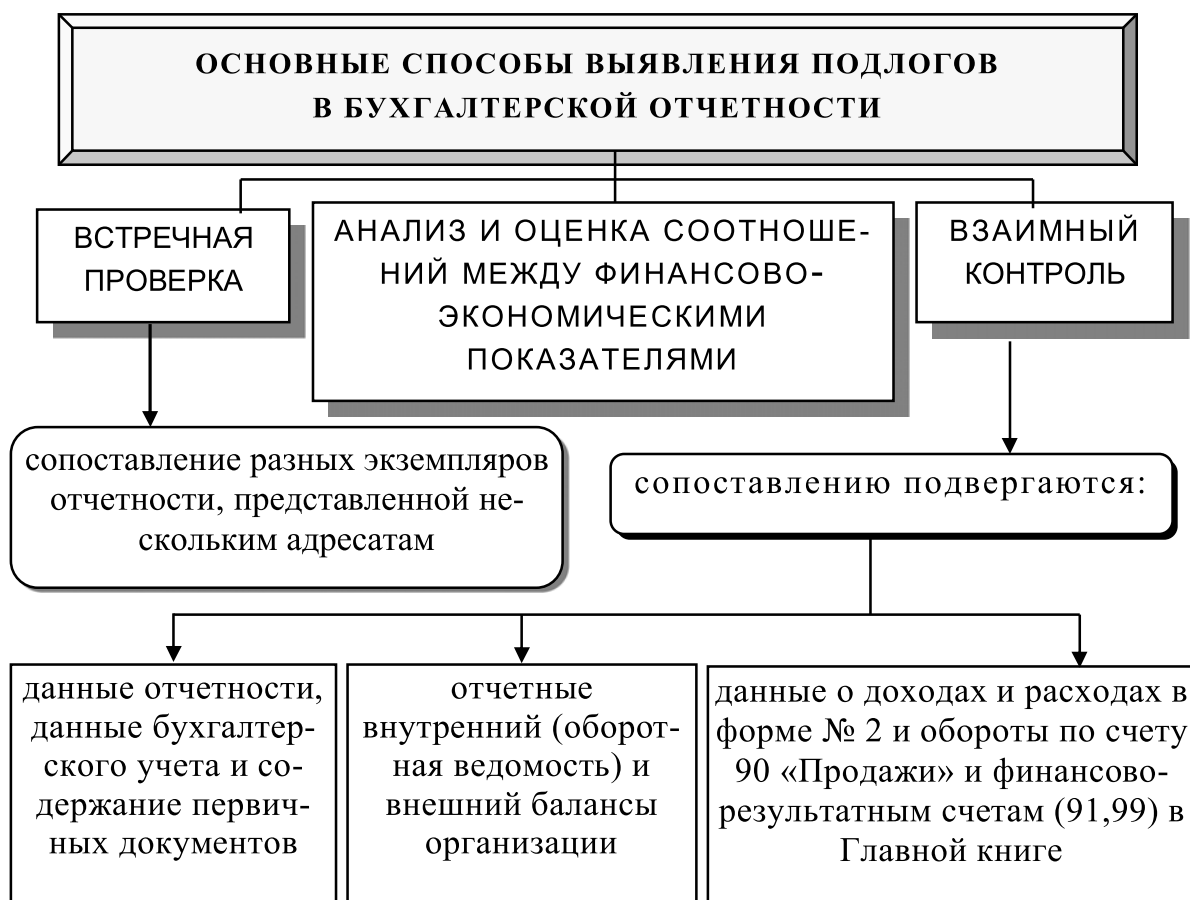 ОСНОВНЫЕ СПОСОБЫ ВЫЯВЛЕНИЯ ПОДЛОГОВ
В БУХГАЛТЕРСКОЙ ОТЧЕТНОСТИ
ВСТРЕЧНАЯ
ПРОВЕРКА
АНАЛИЗ И ОЦЕНКА СООТНОШЕ-
НИЙ МЕЖДУ ФИНАНСОВО-
ЭКОНОМИЧЕСКИМИ
ПОКАЗАТЕЛЯМИ
ВЗАИМНЫЙ
КОНТРОЛЬ
сопоставление разных экземпляров
отчетности, представленной не-
скольким адресатам
сопоставлению подвергаются:
данные отчетности,
данные бухгалтер-
ского учета и со-
держание первич-
ных документов
отчетные
внутренний (оборот-
ная ведомость) и
внешний балансы
организации
данные о доходах и расходах в
форме № 2 и обороты по счету
90 «Продажи» и финансово-
результатным счетам (91,99) в
Главной книге